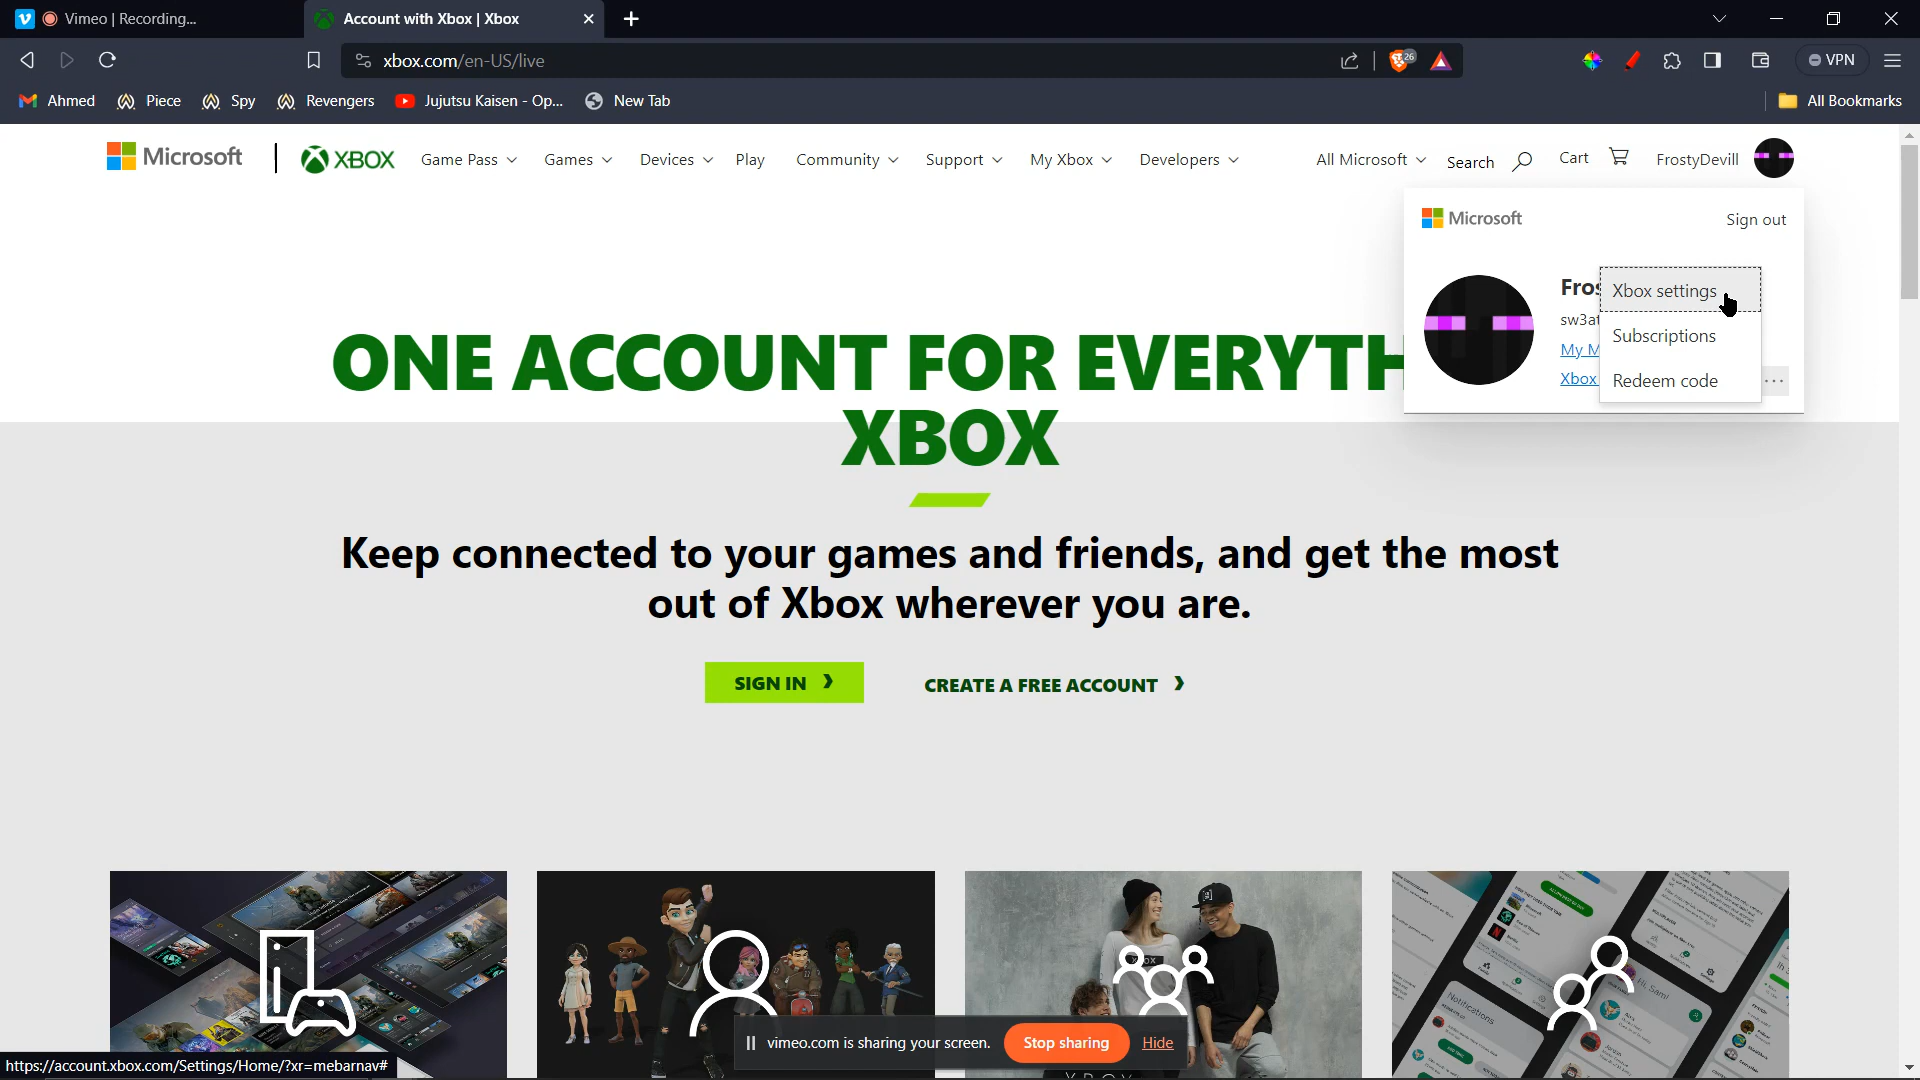 Vimeo | Recording...
Account with Xbox | Xbox
xbox.com/en-US/live
26
VPN
Ahmed
Piece
Spy
Revengers
Jujutsu Kaisen - Op...
New Tab
All Bookmarks
Microsoft
XBOX
Game Pass
Games
Devices
Play
Community
Support
My Xbox
Developers
All Microsoft
Search
Cart
FrostyDevill
Microsoft
Sign out
Fros
sw3at
My M
Xbox
Xbox settings
Subscriptions
Redeem code
ONE ACCOUNT FOR EVERYTH
XBOX
Keep connected to your games and friends, and get the most
out of Xbox wherever you are.
SIGN IN
CREATE A FREE ACCOUNT
Notifications
Hi, Sam!
vimeo.com is sharing your screen.
Stop sharing
Hide
https://account.xbox.com/Settings/Home/?xr=mebarnav#